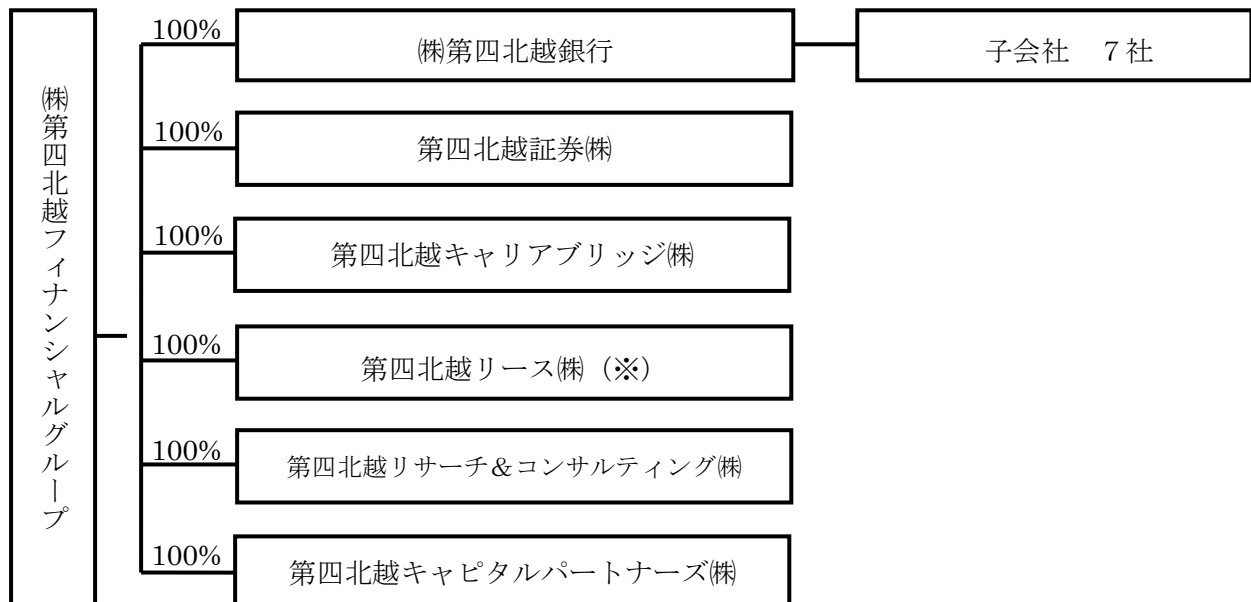 ㈱第四北越フィナンシャルグループ
100%
㈱第四北越銀行
子会社　７社
100%
第四北越証券㈱
100%
第四北越キャリアブリッジ㈱
100%
第四北越リース㈱（※）
100%
第四北越リサーチ＆コンサルティング㈱
100%
第四北越キャピタルパートナーズ㈱